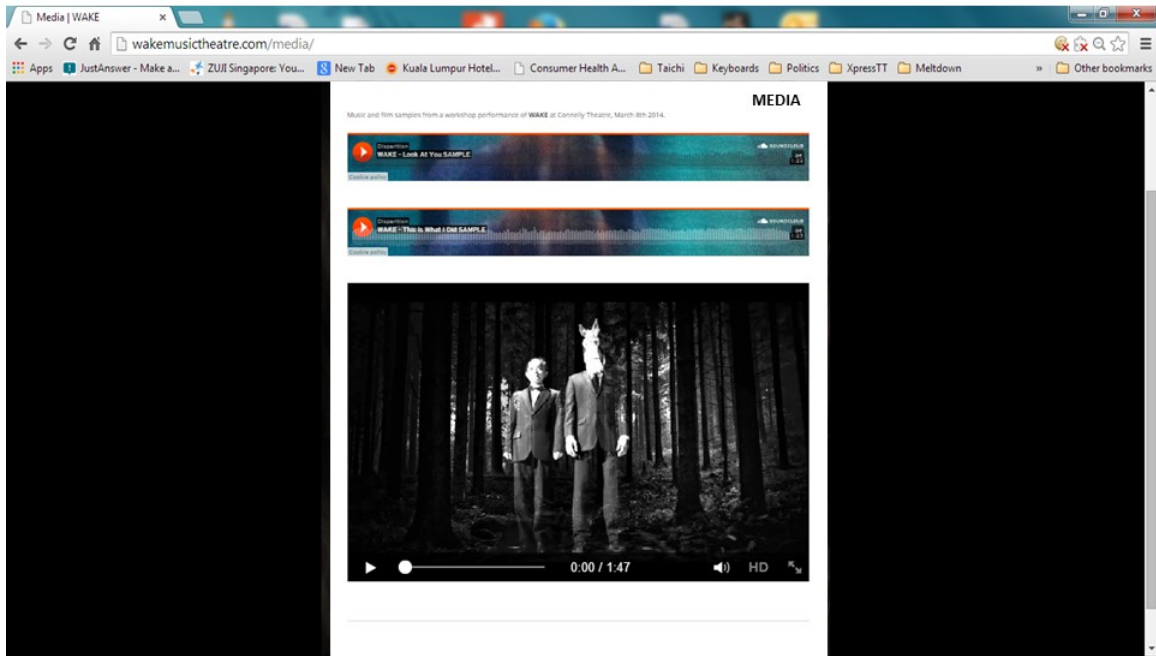 Media | WAKE
wakemusictheatre.com/media/
Apps JustAnswer - Make a... ZUJI Singapore: You... New Tab Kuala Lumpur Hotel... Consumer Health A... Taichi Keyboards Politics XpressTT Meltdown » Other bookmarks
MEDIA
Music and film samples from a workshop performance of WAKE at Connelly Theatre, March 8th 2014.
Disparition
WAKE - Look At You SAMPLE
SOUNDCLOUD
Cookie policy
Disparition
WAKE - This Is What I Did SAMPLE
SOUNDCLOUD
Cookie policy
0:00 / 1:47 HD